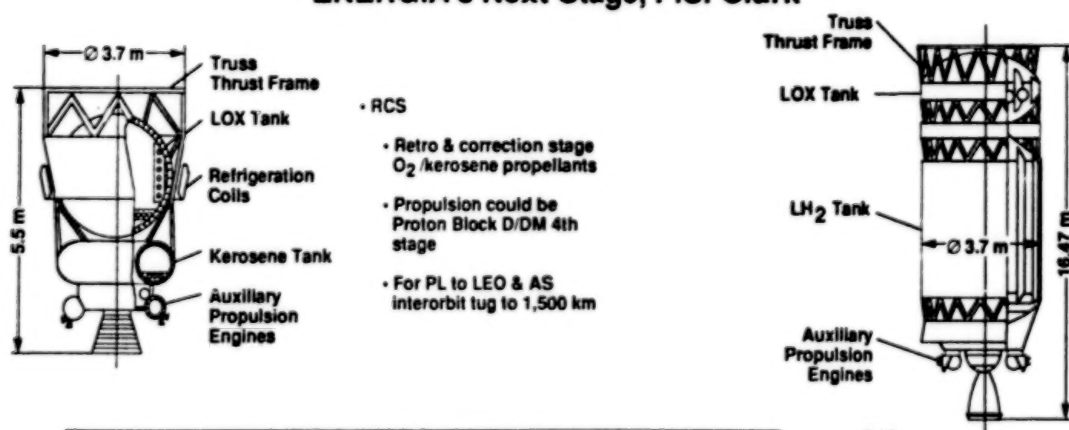 Ø 3.7 m
Truss
Thrust Frame
LOX Tank
Refrigeration
Coils
5.5 m
Kerosene Tank
Auxiliary
Propulsion
Engines
• RCS
• Retro & correction stage
O2 /kerosene propellants
• Propulsion could be
Proton Block D/DM 4th
stage
• For PL to LEO & AS
interorbit tug to 1,500 km
Truss
Thrust Frame
LOX Tank
LH2 Tank
Ø 3.7 m
16.47 m
Auxiliary
Propulsion
Engines